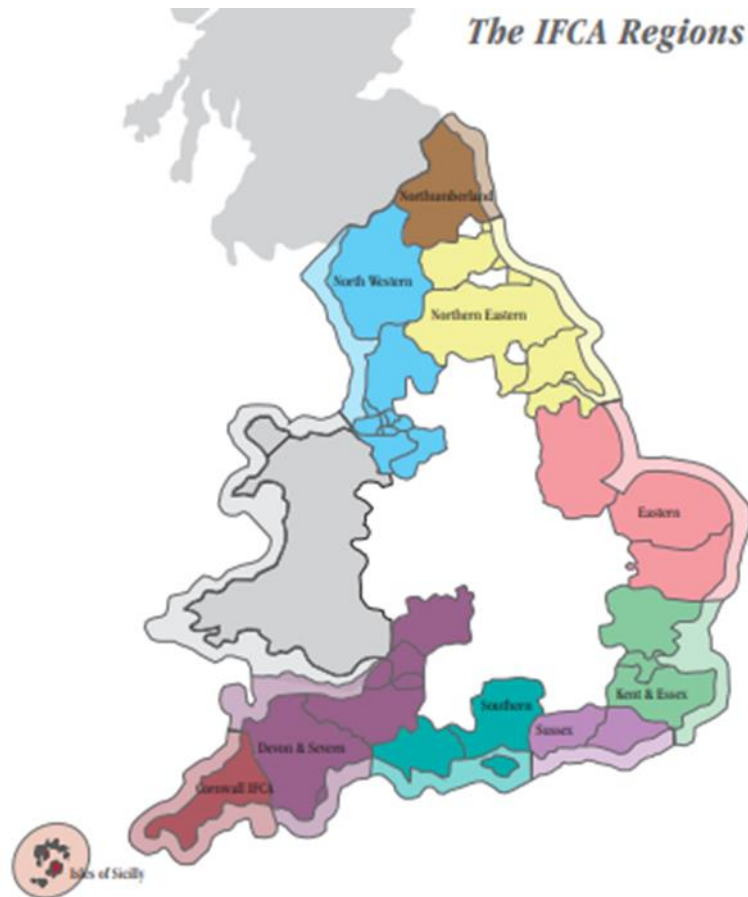 The IFCA Regions
Northumberland
North Western
Northern Eastern
Eastern
Kent & Essex
Southern
Sussex
Devon & Severn
Cornwall IFCA
Isles of Sicilly